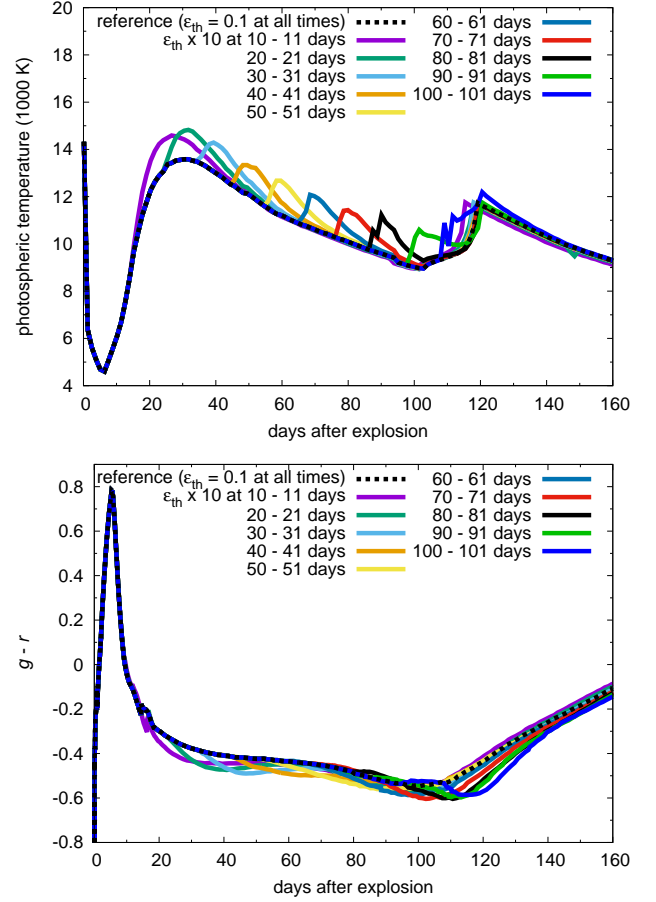 reference (ε_th = 0.1 at all times)
ε_th x 10 at 10 - 11 days
20 - 21 days
30 - 31 days
40 - 41 days
50 - 51 days
60 - 61 days
70 - 71 days
80 - 81 days
90 - 91 days
100 - 101 days
photospheric temperature (1000 K)
20
18
16
14
12
10
8
6
4
0 20 40 60 80 100 120 140 160
days after explosion
reference (ε_th = 0.1 at all times)
ε_th x 10 at 10 - 11 days
20 - 21 days
30 - 31 days
40 - 41 days
50 - 51 days
60 - 61 days
70 - 71 days
80 - 81 days
90 - 91 days
100 - 101 days
g - r
0.8
0.6
0.4
0.2
0
-0.2
-0.4
-0.6
-0.8
0 20 40 60 80 100 120 140 160
days after explosion